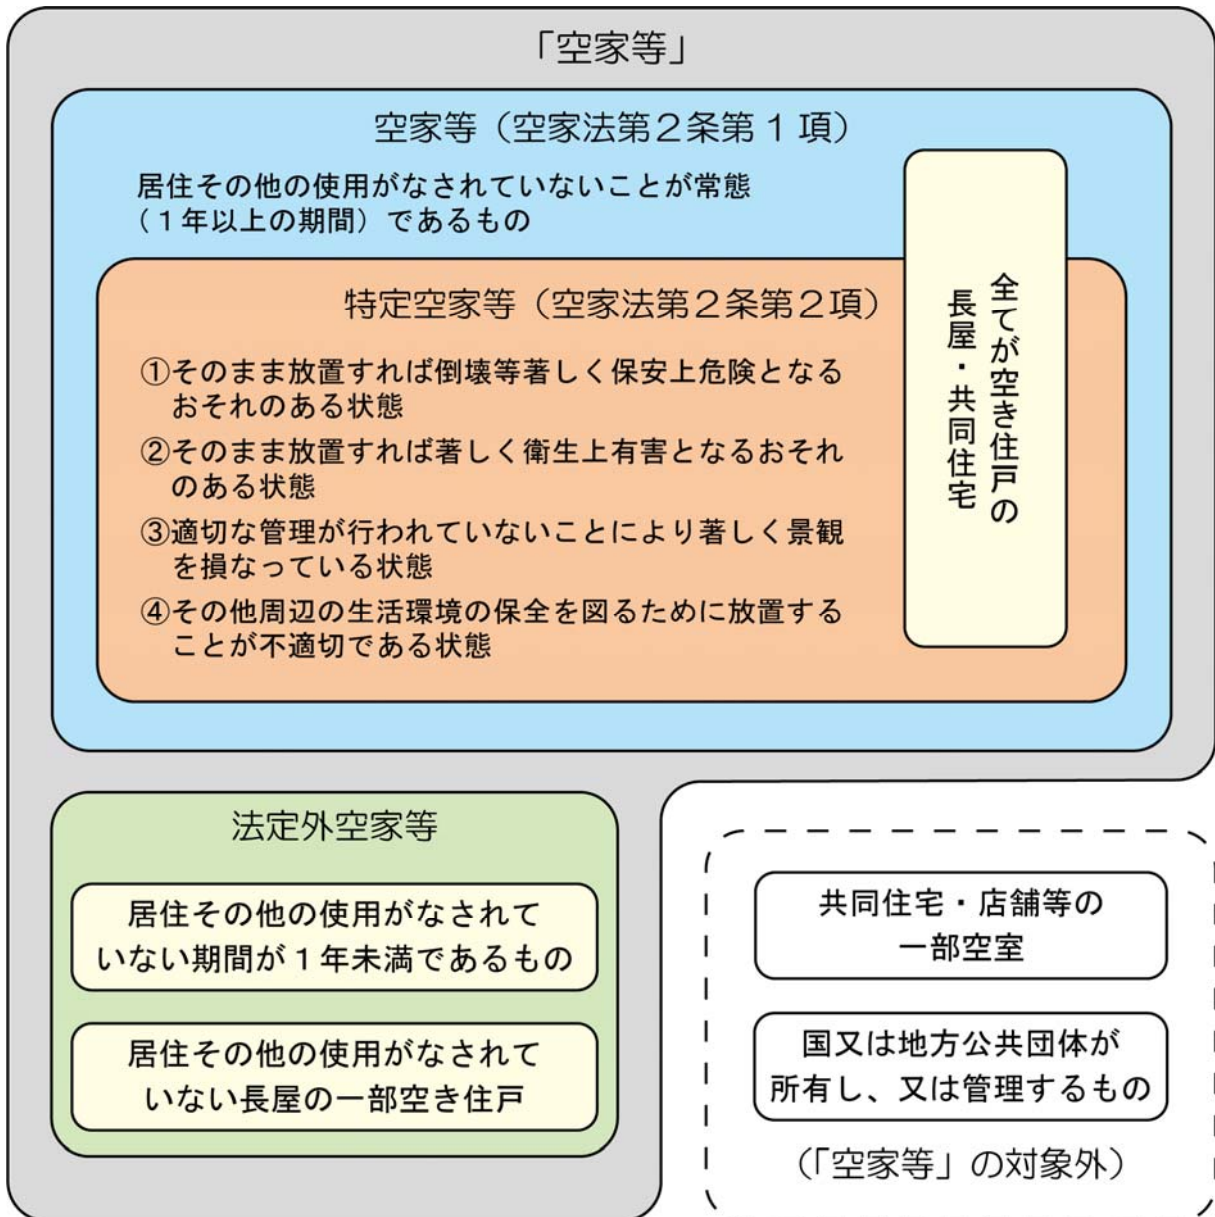 「空家等」
空家等（空家法第２条第１項）
居住その他の使用がなされていないことが常態
（１年以上の期間）であるもの
特定空家等（空家法第２条第２項）
①そのまま放置すれば倒壊等著しく保安上危険となる
おそれのある状態
②そのまま放置すれば著しく衛生上有害となるおそれ
のある状態
③適切な管理が行われていないことにより著しく景観
を損なっている状態
④その他周辺の生活環境の保全を図るために放置する
ことが不適切である状態
全てが空き住戸の
長屋・共同住宅
法定外空家等
居住その他の使用がなされて
いない期間が１年未満であるもの
居住その他の使用がなされて
いない長屋の一部空き住戸
共同住宅・店舗等の
一部空室
国又は地方公共団体が
所有し、又は管理するもの
（「空家等」の対象外）